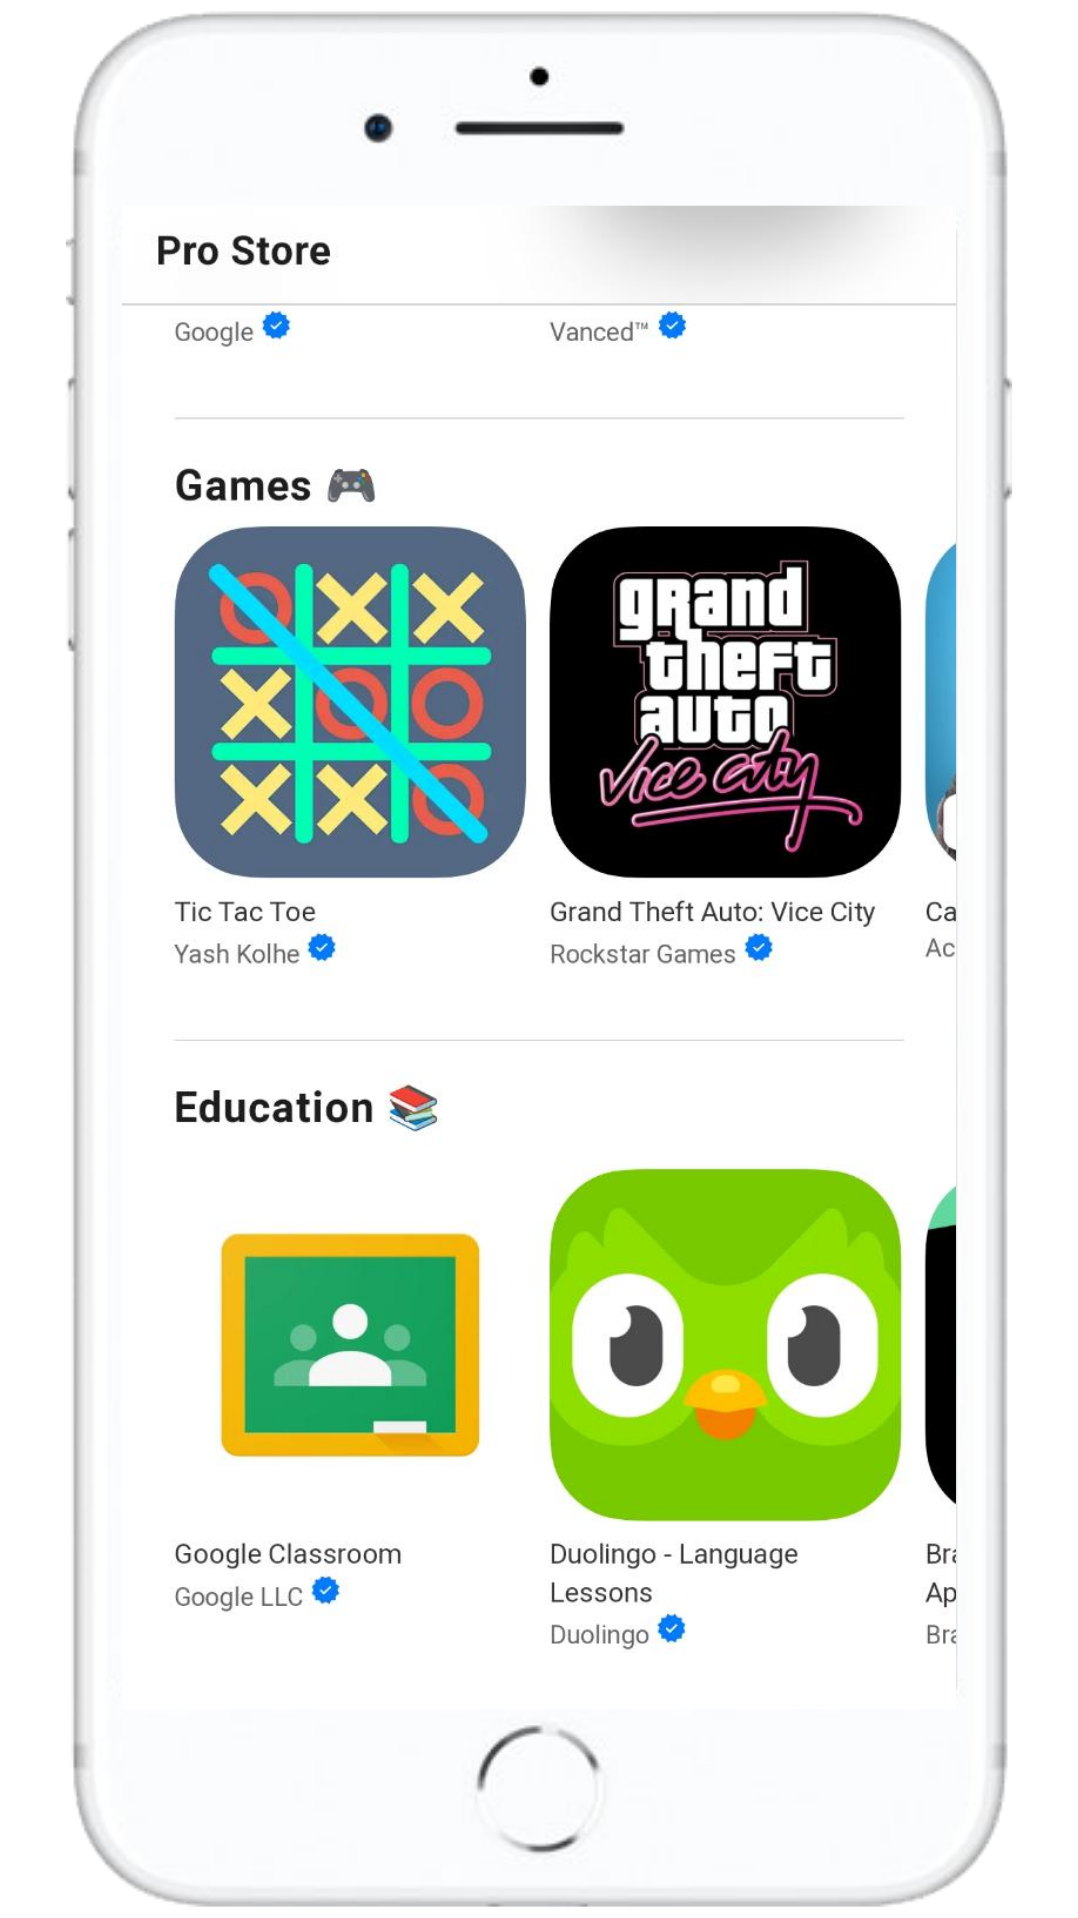 Pro Store
Google
Vanced™
Games 🎮
grand
theft
auto
Vice City
Tic Tac Toe
Yash Kolhe
Grand Theft Auto: Vice City
Rockstar Games
Ca
Ac
Education 📚
Google Classroom
Google LLC
Duolingo - Language
Lessons
Duolingo
Bra
Ap
Bra